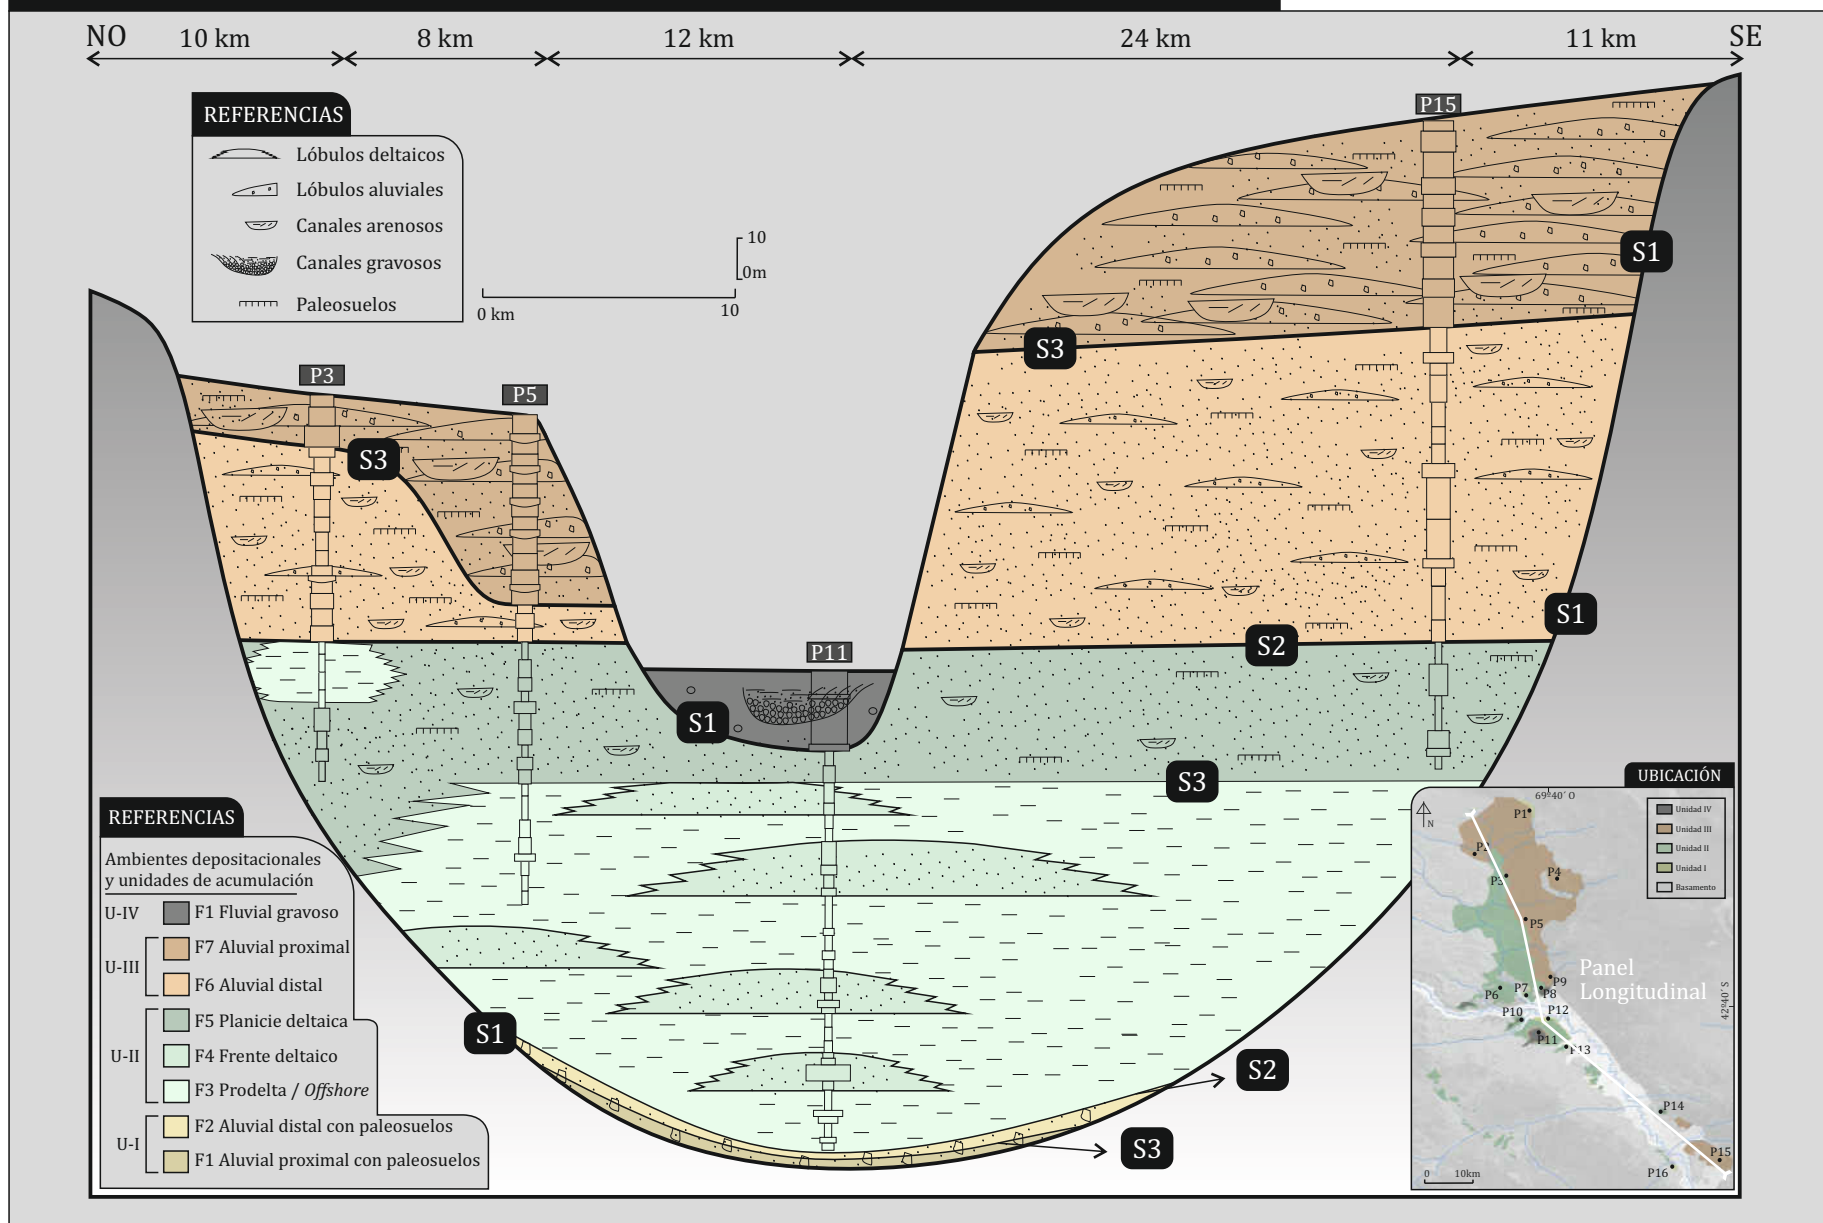 NO 10 km 8 km 12 km 24 km 11 km SE
REFERENCIAS
Lóbulos deltaicos
Lóbulos aluviales
Canales arenosos
Canales gravosos
Paleosuelos
10
0m
0 km 10
P15
S1
S3
P3
P5
S3
S1
S2
P11
S1
S3
REFERENCIAS
Ambientes depositacionales
y unidades de acumulación
U-IV F1 Fluvial gravoso
U-III
F7 Aluvial proximal
F6 Aluvial distal
U-II
F5 Planicie deltaica
F4 Frente deltaico
F3 Prodelta / Offshore
U-I
F2 Aluvial distal con paleosuelos
F1 Aluvial proximal con paleosuelos
S1
S2
S3
UBICACIÓN
69º40´ O
N
Unidad IV
Unidad III
Unidad II
Unidad I
Basamento
P1
P2
P3
P4
P5
Panel
Longitudinal
42º40´ S
P9
P6
P7
P8
P10
P12
P11
P13
P14
P15
P16
0 10km